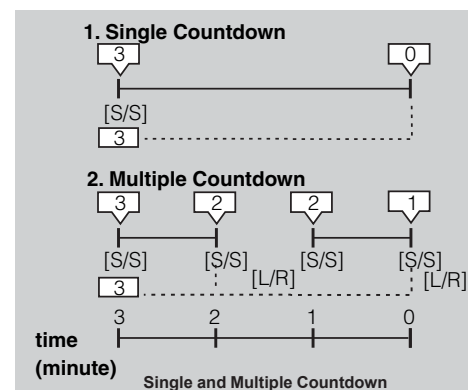 1. Single Countdown
3 0
[S/S]
3
2. Multiple Countdown
3 2 2 1
[S/S] [S/S] [S/S] [S/S]
[L/R] [L/R]
3
3 2 1 0
time
(minute)
Single and Multiple Countdown